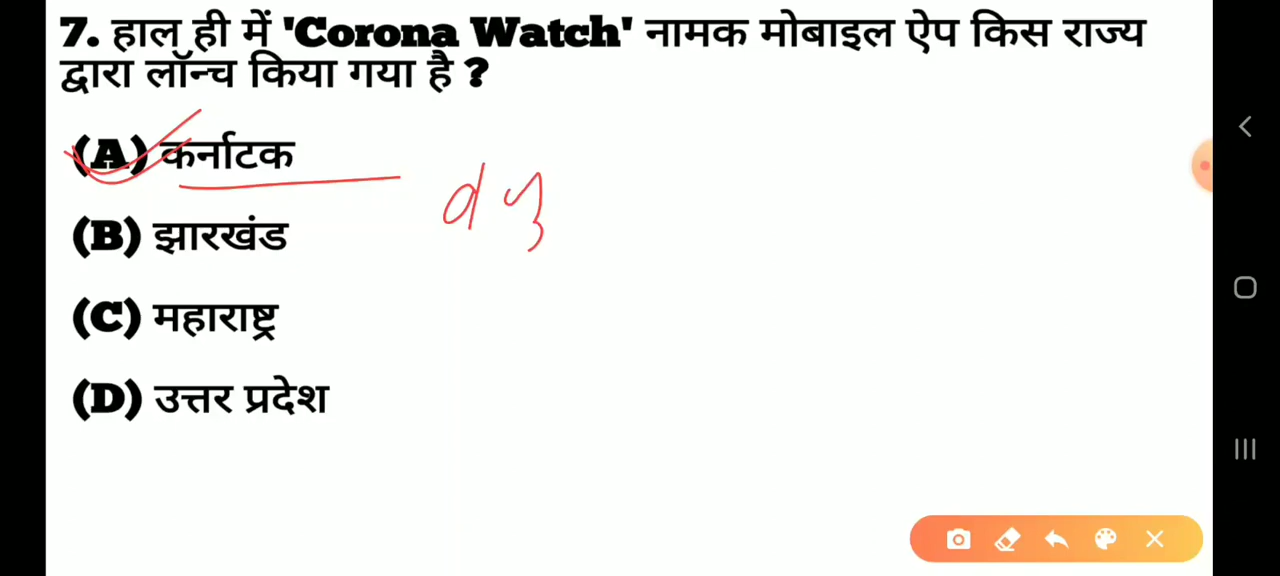 7. हाल ही में 'Corona Watch' नामक मोबाइल ऐप किस राज्य
द्वारा लॉन्च किया गया है ?
(A) कर्नाटक
(B) झारखंड
(C) महाराष्ट्र
(D) उत्तर प्रदेश